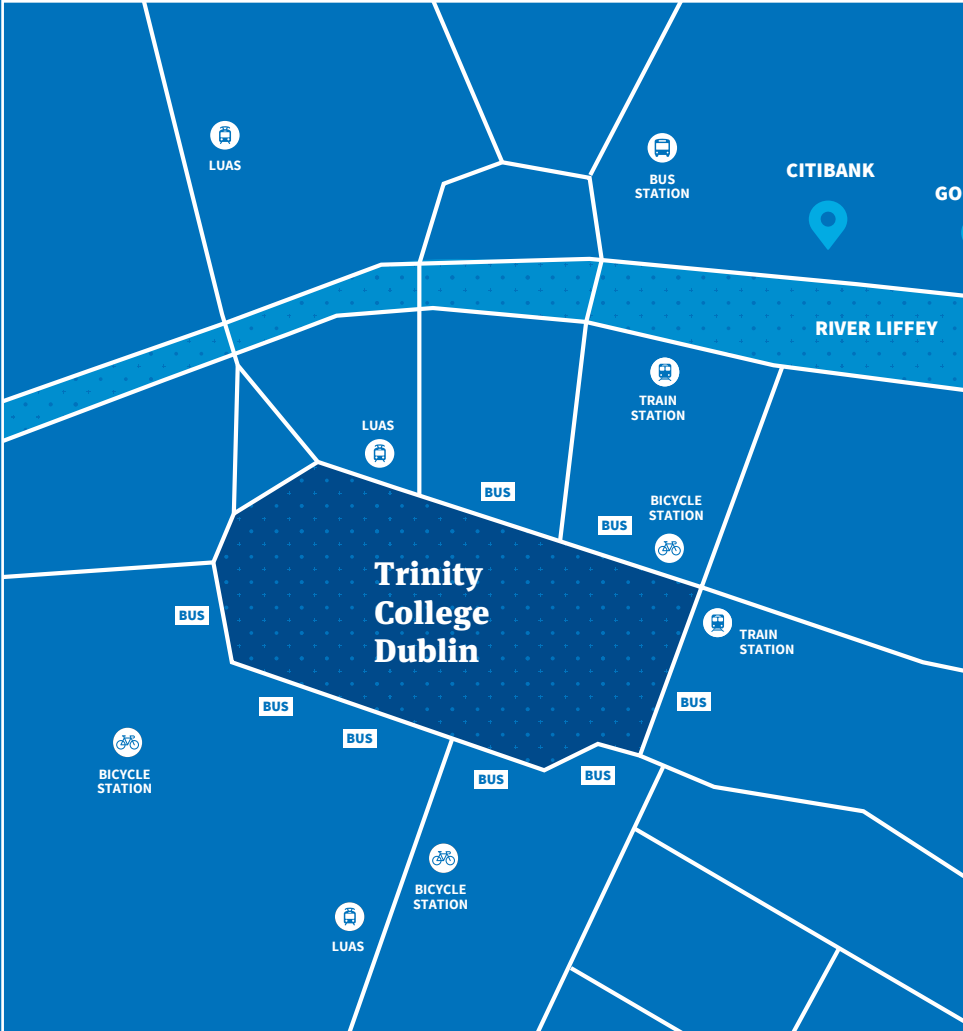 LUAS
BUS
STATION
CITIBANK
GO
RIVER LIFFEY
TRAIN
STATION
LUAS
BUS
BICYCLE
STATION
BUS
Trinity
College
Dublin
BUS
TRAIN
STATION
BUS
BUS
BUS
BICYCLE
STATION
BUS
BUS
BICYCLE
STATION
LUAS